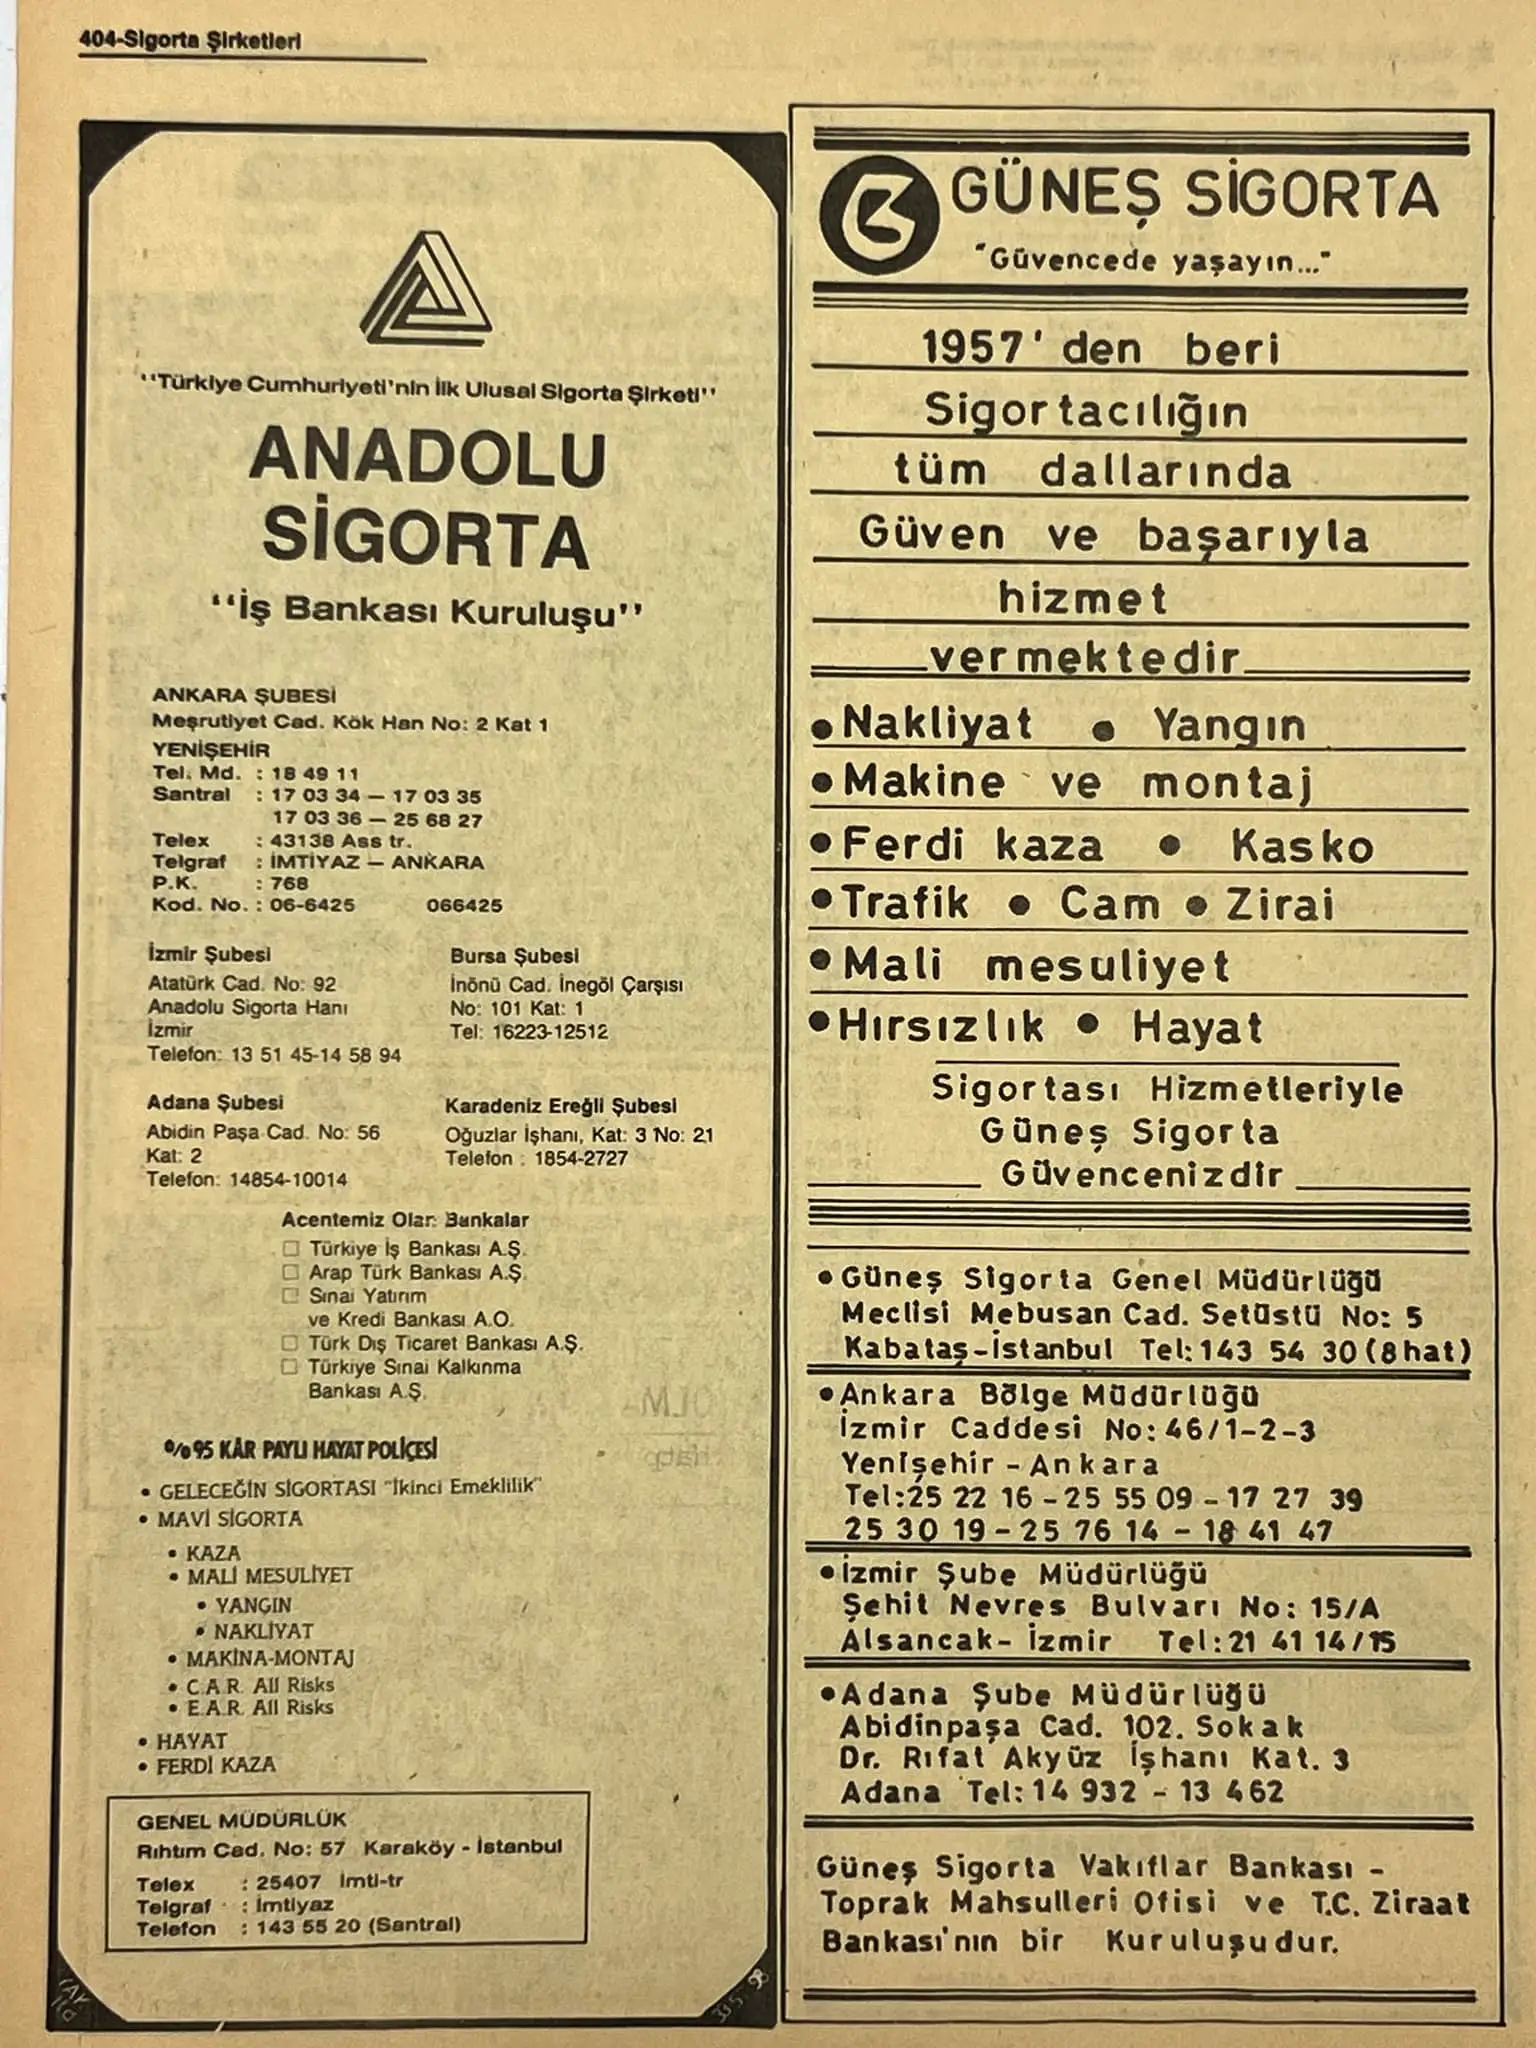 404-Sigorta Şirketleri
''Türkiye Cumhuriyeti'nin İlk Ulusal Sigorta Şirketi''
ANADOLU
SİGORTA
''İş Bankası Kuruluşu''
ANKARA ŞUBESİ
Meşrutiyet Cad. Kök Han No: 2 Kat 1
YENİŞEHİR
Tel. Md. : 18 49 11
Santral : 17 03 34 — 17 03 35
17 03 36 — 25 68 27
Telex : 43138 Ass tr.
Telgraf : İMTİYAZ — ANKARA
P.K. : 768
Kod. No. : 06-6425 066425
İzmir Şubesi
Atatürk Cad. No: 92
Anadolu Sigorta Hanı
İzmir
Telefon: 13 51 45-14 58 94
Bursa Şubesi
İnönü Cad. İnegöl Çarşısı
No: 101 Kat: 1
Tel: 16223-12512
Adana Şubesi
Abidin Paşa Cad. No: 56
Kat: 2
Telefon: 14854-10014
Karadeniz Ereğli Şubesi
Oğuzlar İşhanı, Kat: 3 No: 21
Telefon : 1854-2727
Acentemiz Olan Bankalar
□ Türkiye İş Bankası A.Ş.
□ Arap Türk Bankası A.Ş.
□ Sınai Yatırım
ve Kredi Bankası A.O.
□ Türk Dış Ticaret Bankası A.Ş.
□ Türkiye Sınai Kalkınma
Bankası A.Ş.
%95 KÂR PAYLI HAYAT POLİÇESİ
• GELECEĞİN SİGORTASI "İkinci Emeklilik"
• MAVİ SİGORTA
• KAZA
• MALİ MESULİYET
• YANGIN
• NAKLİYAT
• MAKİNA-MONTAJ
• C.A.R. All Risks
• E.A.R. All Risks
• HAYAT
• FERDİ KAZA
GENEL MÜDÜRLÜK
Rıhtım Cad. No: 57 Karaköy - İstanbul
Telex : 25407 İmti-tr
Telgraf : İmtiyaz
Telefon : 143 55 20 (Santral)
GÜNEŞ SİGORTA
"Güvencede yaşayın..."
1957'den beri
Sigortacılığın
tüm dallarında
Güven ve başarıyla
hizmet
vermektedir
• Nakliyat • Yangın
• Makine ve montaj
• Ferdi kaza • Kasko
• Trafik • Cam • Zirai
• Mali mesuliyet
• Hırsızlık • Hayat
Sigortası Hizmetleriyle
Güneş Sigorta
Güvencenizdir
• Güneş Sigorta Genel Müdürlüğü
Meclisi Mebusan Cad. Setüstü No: 5
Kabataş-İstanbul Tel: 143 54 30 (8 hat)
• Ankara Bölge Müdürlüğü
İzmir Caddesi No: 46/1-2-3
Yenişehir - Ankara
Tel: 25 22 16 - 25 55 09 - 17 27 39
25 30 19 - 25 76 14 - 18 41 47
• İzmir Şube Müdürlüğü
Şehit Nevres Bulvarı No: 15/A
Alsancak- İzmir Tel: 21 41 14/15
• Adana Şube Müdürlüğü
Abidinpaşa Cad. 102. Sokak
Dr. Rıfat Akyüz İşhanı Kat. 3
Adana Tel: 14 932 - 13 462
Güneş Sigorta Vakıflar Bankası -
Toprak Mahsulleri Ofisi ve T.C. Ziraat
Bankası'nın bir Kuruluşudur.